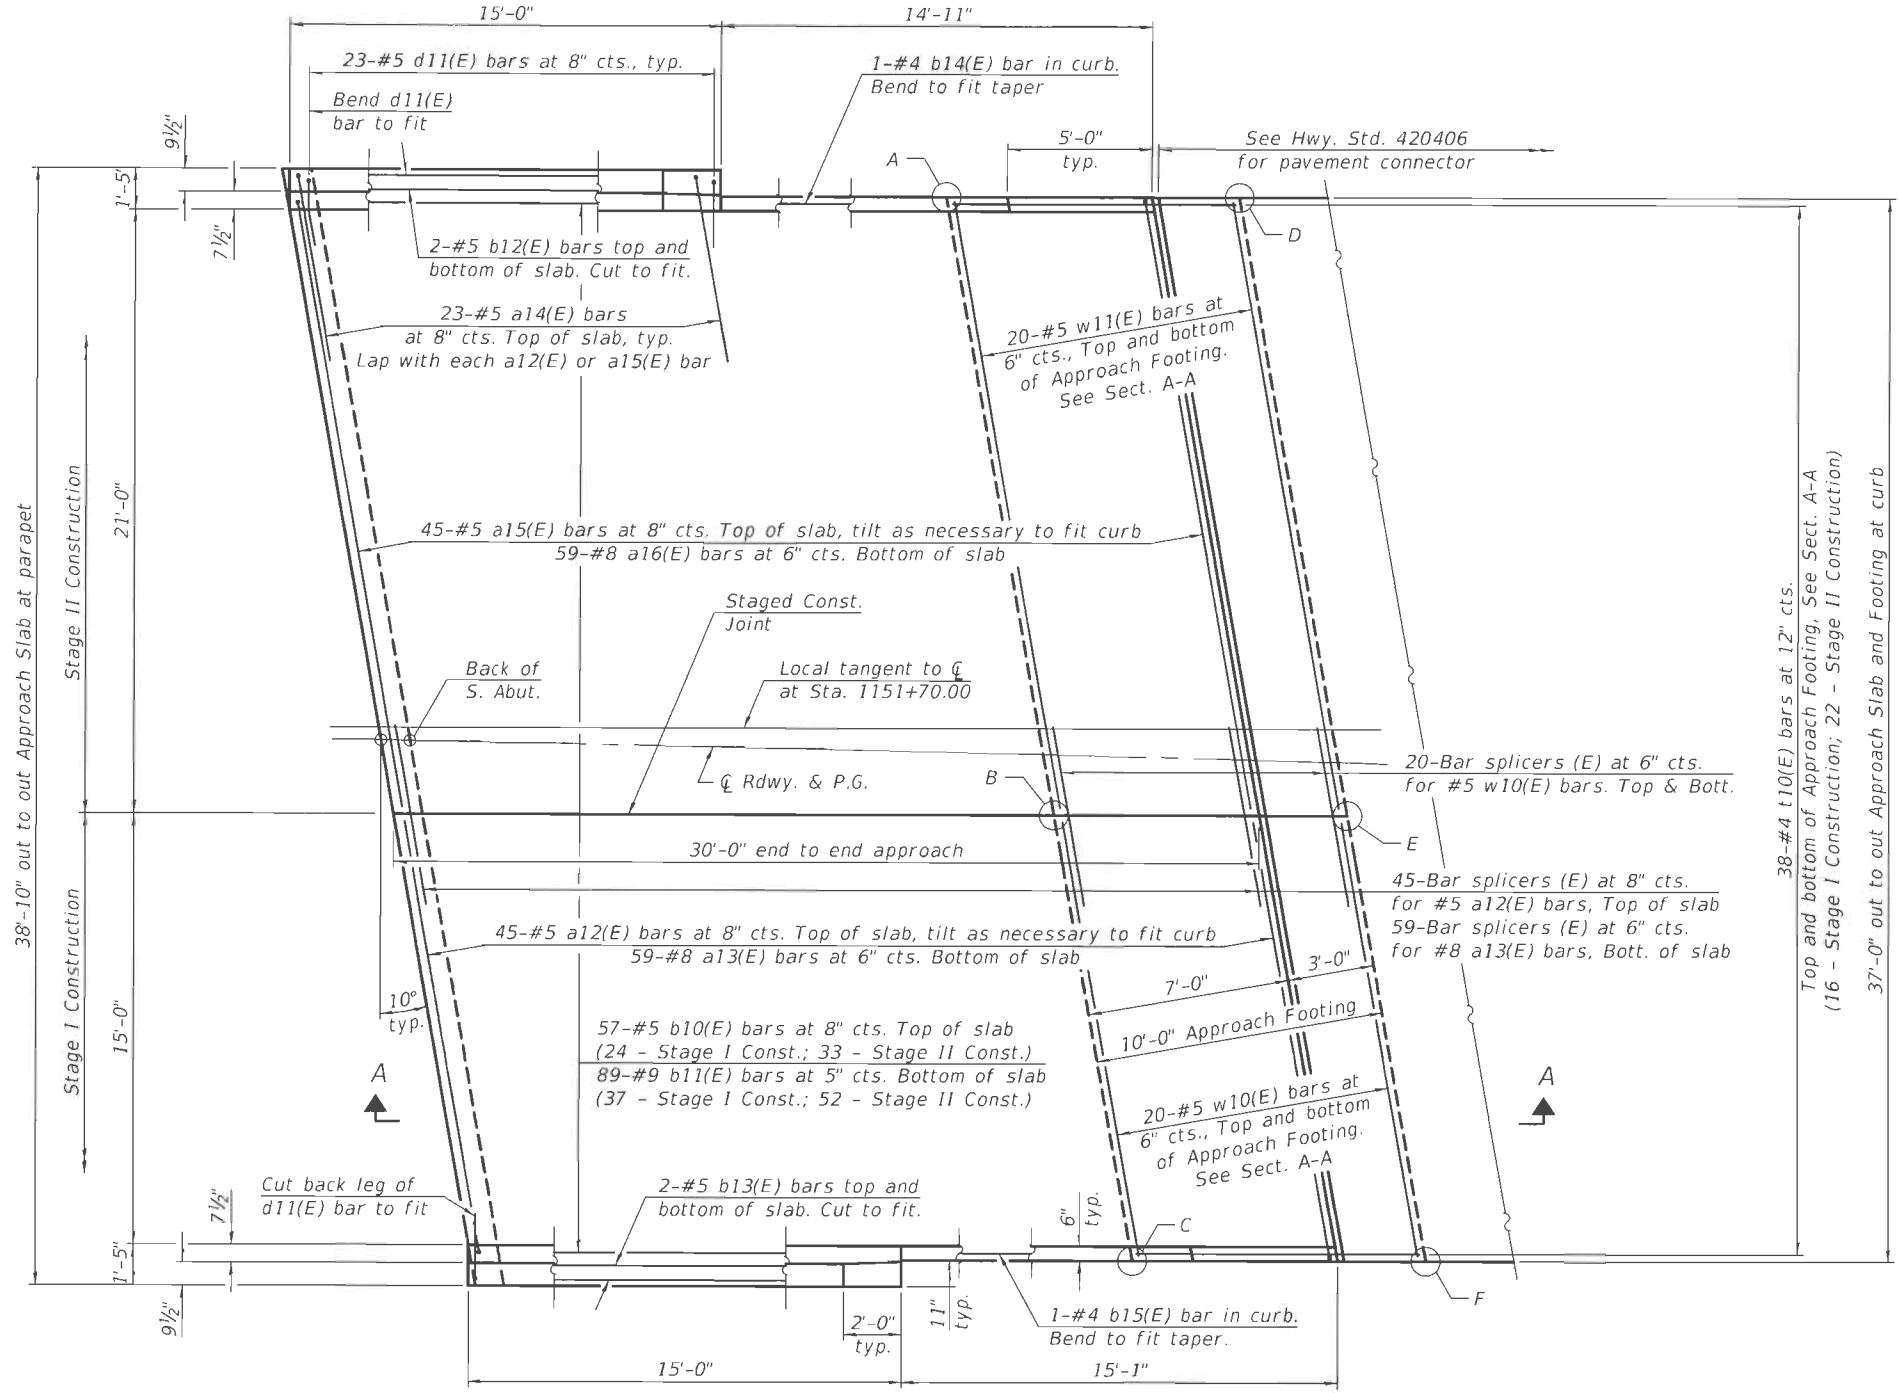 15'-0"
14'-11"
23-#5 d11(E) bars at 8" cts., typ.
1-#4 b14(E) bar in curb.
Bend to fit taper
Bend d11(E)
bar to fit
9½"
5'-0"
typ.
See Hwy. Std. 420406
for pavement connector
A
1'-5"
7½"
D
2-#5 b12(E) bars top and
bottom of slab. Cut to fit.
23-#5 a14(E) bars
at 8" cts. Top of slab, typ.
Lap with each a12(E) or a15(E) bar
20-#5 w11(E) bars at
6" cts., Top and bottom
of Approach Footing.
See Sect. A-A
38'-10" out to out Approach Slab at parapet
Stage II Construction
21'-0"
45-#5 a15(E) bars at 8" cts. Top of slab, tilt as necessary to fit curb
59-#8 a16(E) bars at 6" cts. Bottom of slab
Staged Const.
Joint
Back of
S. Abut.
Local tangent to ℄
at Sta. 1151+70.00
℄ Rdwy. & P.G.
B
20-Bar splicers (E) at 6" cts.
for #5 w10(E) bars. Top & Bott.
E
30'-0" end to end approach
45-Bar splicers (E) at 8" cts.
for #5 a12(E) bars, Top of slab
59-Bar splicers (E) at 6" cts.
for #8 a13(E) bars, Bott. of slab
38-#4 t10(E) bars at 12" cts.
Top and bottom of Approach Footing, See Sect. A-A
(16 - Stage I Construction; 22 - Stage II Construction)
37'-0" out to out Approach Slab and Footing at curb
Stage I Construction
15'-0"
45-#5 a12(E) bars at 8" cts. Top of slab, tilt as necessary to fit curb
59-#8 a13(E) bars at 6" cts. Bottom of slab
10°
typ.
7'-0"
3'-0"
10'-0" Approach Footing
57-#5 b10(E) bars at 8" cts. Top of slab
(24 - Stage I Const.; 33 - Stage II Const.)
89-#9 b11(E) bars at 5" cts. Bottom of slab
(37 - Stage I Const.; 52 - Stage II Const.)
A
A
20-#5 w10(E) bars at
6" cts., Top and bottom
of Approach Footing.
See Sect. A-A
Cut back leg of
d11(E) bar to fit
7½"
2-#5 b13(E) bars top and
bottom of slab. Cut to fit.
6"
typ.
C
1'-5"
9½"
F
11"
typ.
2'-0"
typ.
1-#4 b15(E) bar in curb.
Bend to fit taper.
15'-0"
15'-1"